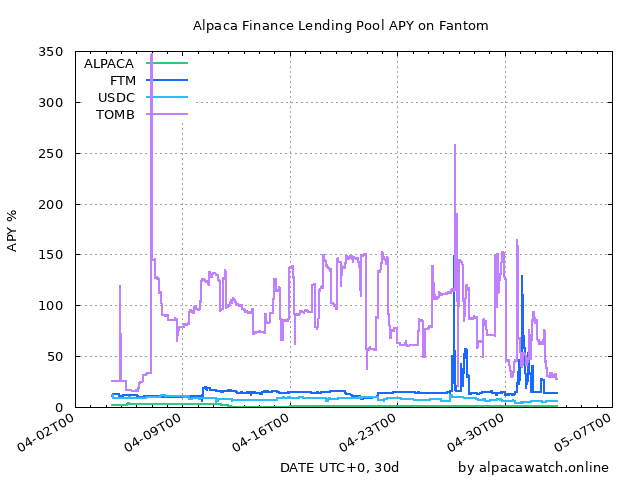 Alpaca Finance Lending Pool APY on Fantom
APY %
350
300
250
200
150
100
50
0
ALPACA
FTM
USDC
TOMB
04-02T00
04-09T00
04-16T00
04-23T00
04-30T00
05-07T00
DATE UTC+0, 30d
by alpacawatch.online